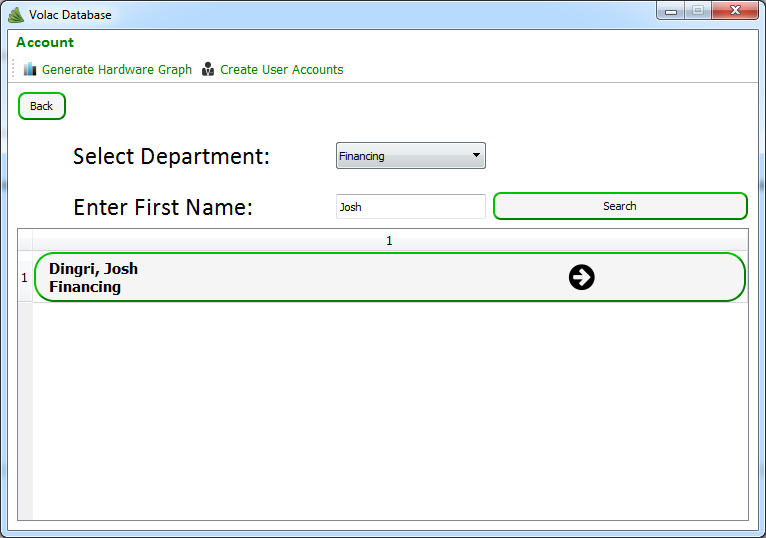 Volac Database
Account
Generate Hardware Graph Create User Accounts
Back
Select Department: Financing
Enter First Name: Josh Search
1
1 Dingri, Josh
Financing